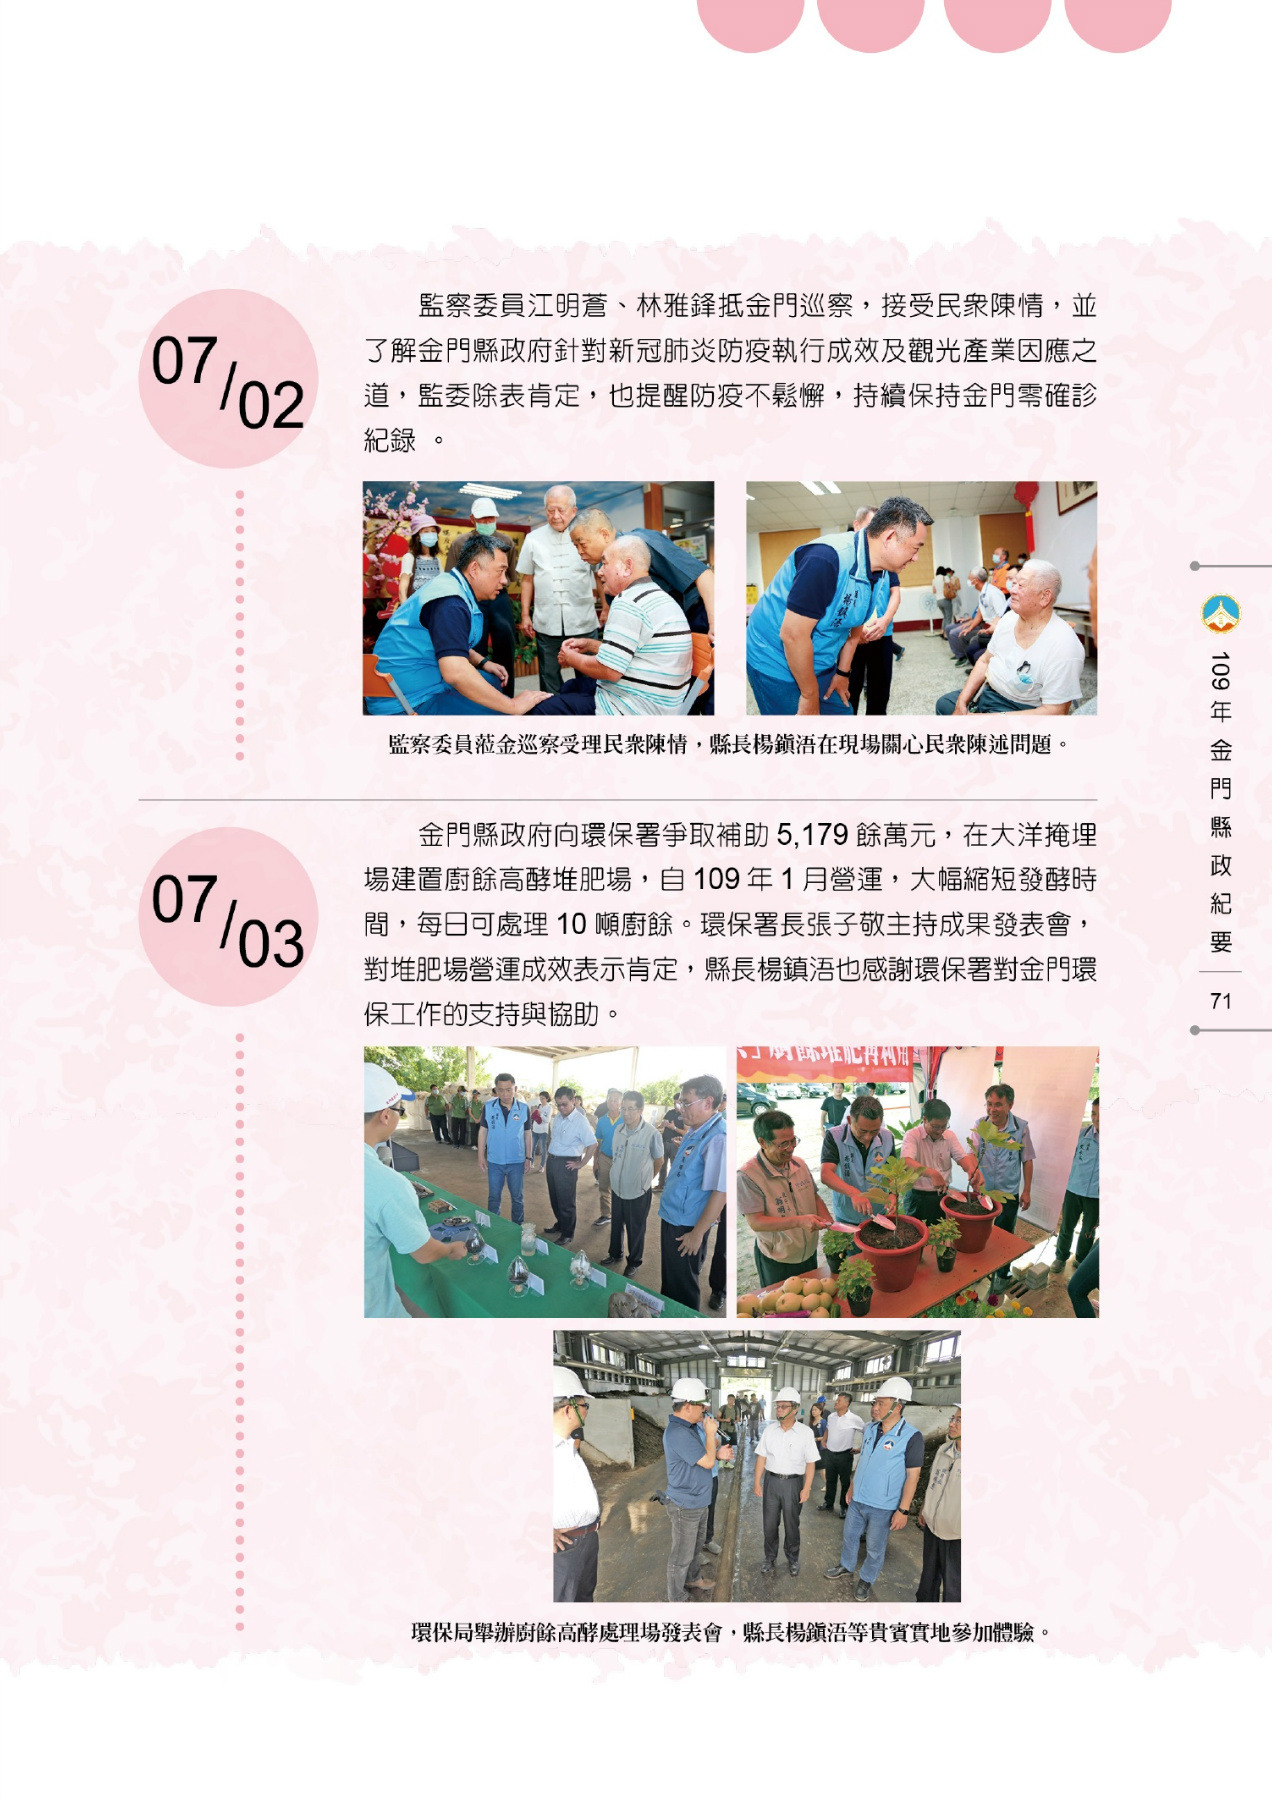 07/02
監察委員江明蒼、林雅鋒抵金門巡察，接受民眾陳情，並
了解金門縣政府針對新冠肺炎防疫執行成效及觀光產業因應之
道，監委除表肯定，也提醒防疫不鬆懈，持續保持金門零確診
紀錄 。
監察委員蒞金巡察受理民眾陳情，縣長楊鎮浯在現場關心民眾陳述問題。
07/03
金門縣政府向環保署爭取補助 5,179 餘萬元，在大洋掩埋
場建置廚餘高酵堆肥場，自 109 年 1 月營運，大幅縮短發酵時
間，每日可處理 10 噸廚餘。環保署長張子敬主持成果發表會，
對堆肥場營運成效表示肯定，縣長楊鎮浯也感謝環保署對金門環
保工作的支持與協助。
廚餘堆肥再利用
環保局舉辦廚餘高酵處理場發表會，縣長楊鎮浯等貴賓實地參加體驗。
109年金門縣政紀要
71